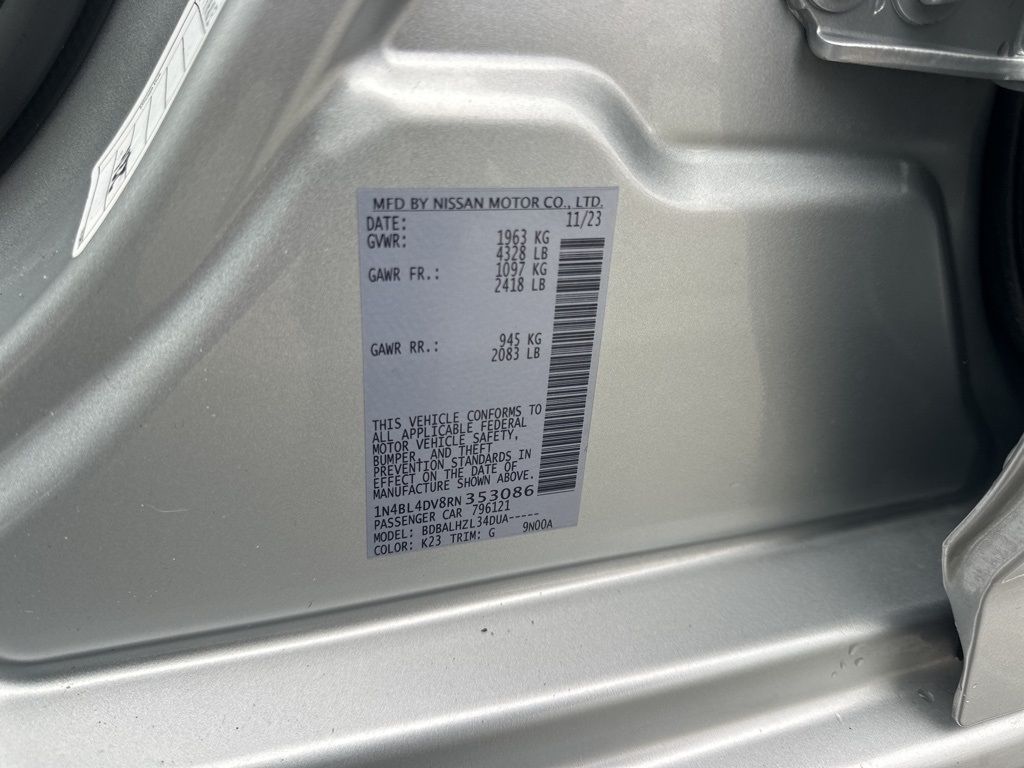 MFD BY NISSAN MOTOR CO., LTD.
DATE: 11/23
GVWR: 1963 KG
4328 LB
GAWR FR.: 1097 KG
2418 LB
GAWR RR.: 945 KG
2083 LB
THIS VEHICLE CONFORMS TO
ALL APPLICABLE FEDERAL
MOTOR VEHICLE SAFETY,
BUMPER, AND THEFT
PREVENTION STANDARDS IN
EFFECT ON THE DATE OF
MANUFACTURE SHOWN ABOVE.
1N4BL4DV8RN353086
PASSENGER CAR 796121
MODEL: BDBALHZL34DUA-----
COLOR: K23 TRIM: G 9N00A